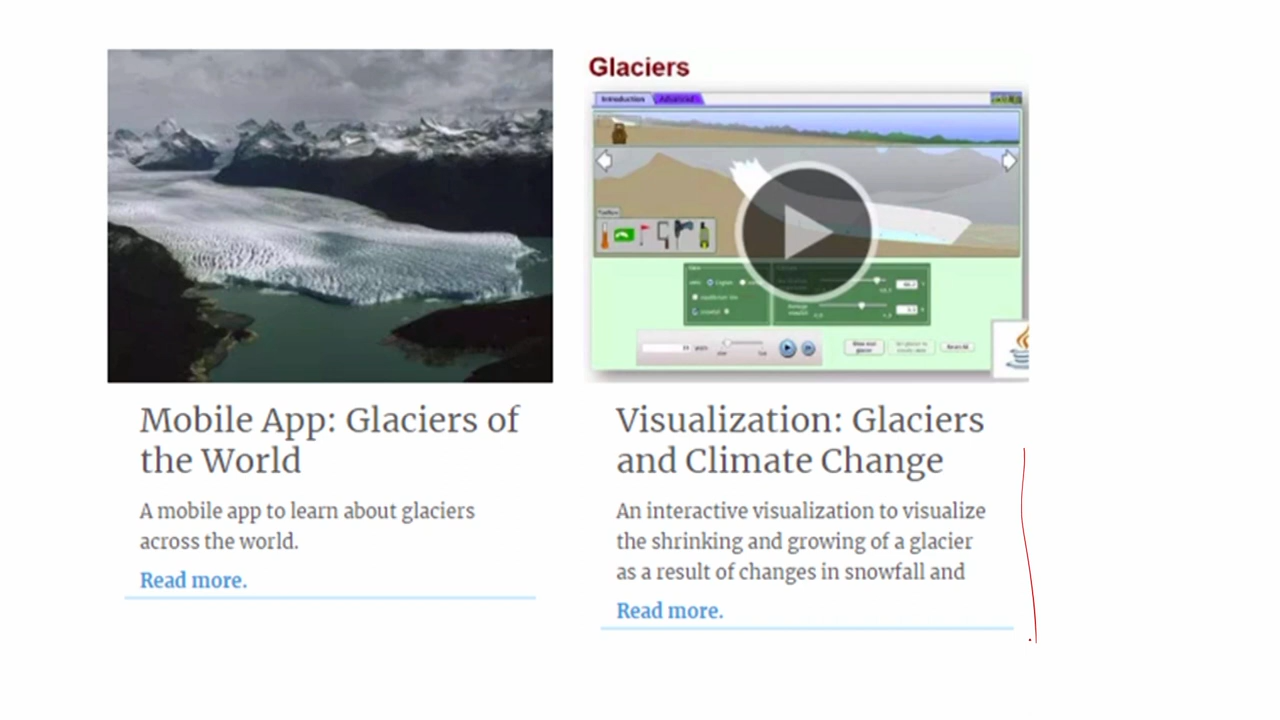 Glaciers
Introduction
Advanced
Mobile App: Glaciers of
the World
A mobile app to learn about glaciers
across the world.
Read more.
Visualization: Glaciers
and Climate Change
An interactive visualization to visualize
the shrinking and growing of a glacier
as a result of changes in snowfall and
Read more.